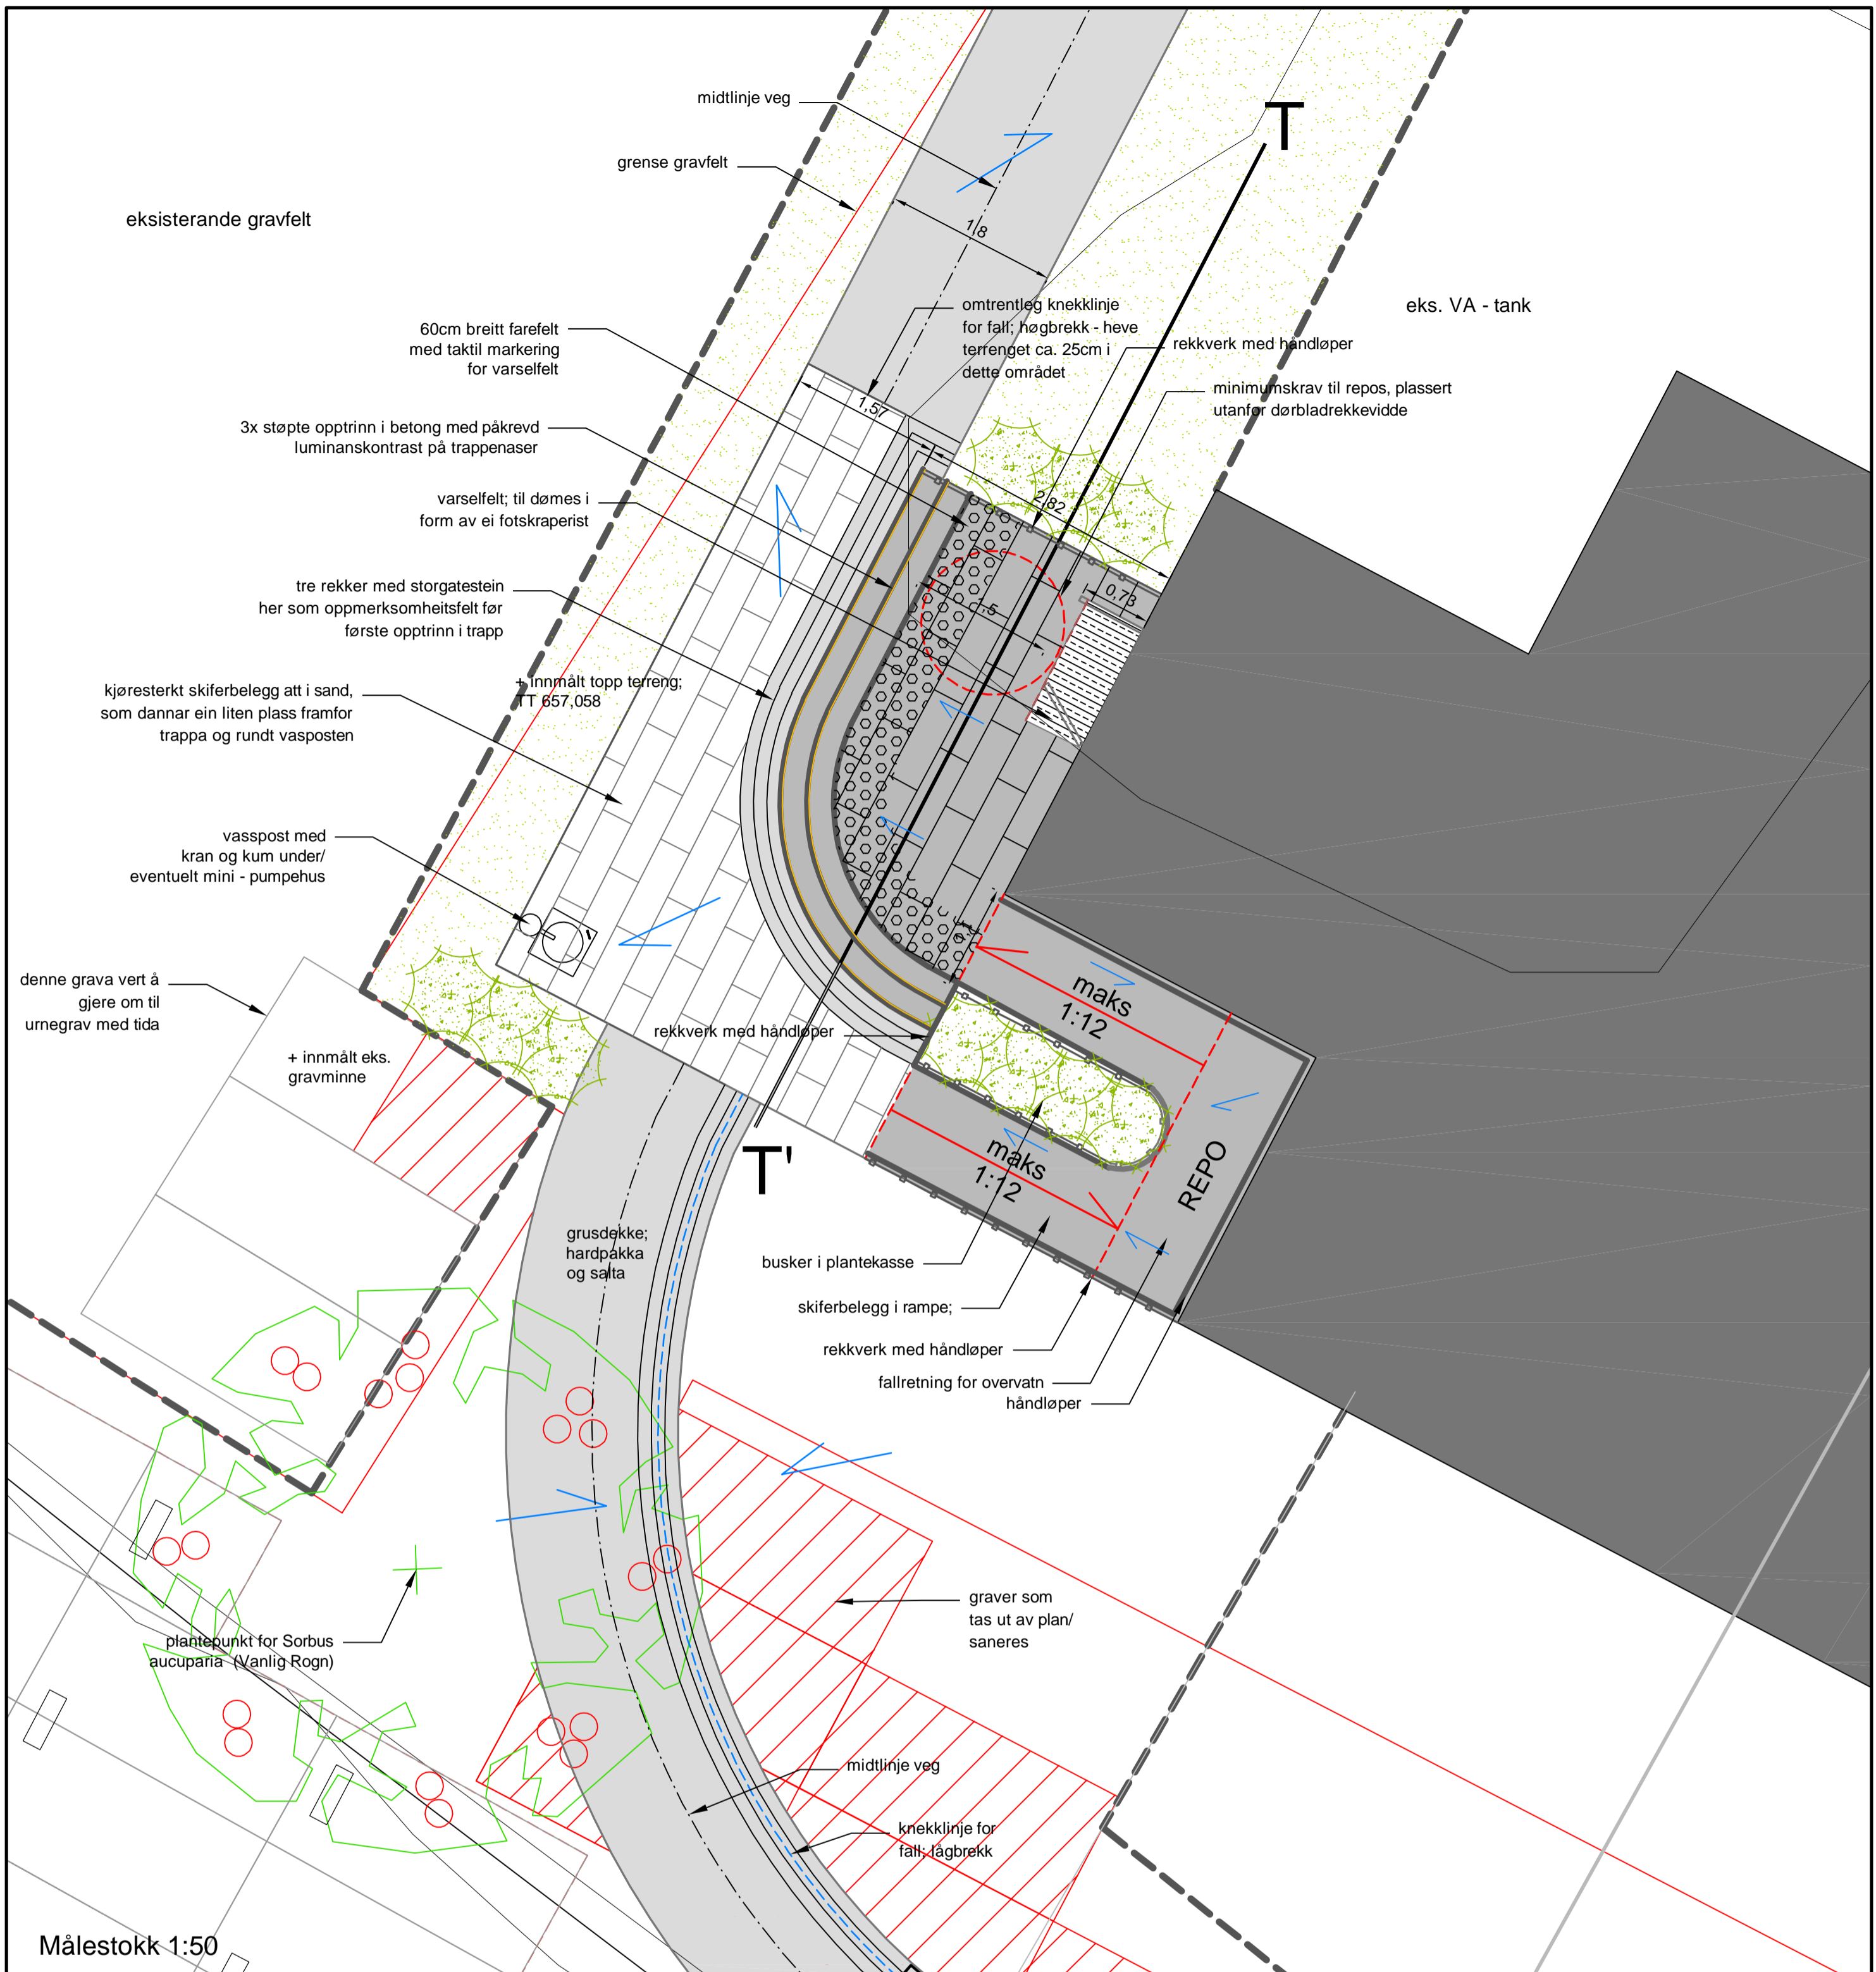 midtlinje veg
grense gravfelt
eksisterande gravfelt
T
1,8
eks. VA - tank
omtrentleg knekklinje
for fall; høgbrekk - heve
terrenget ca. 25cm i
dette området
rekkverk med håndløper
minimumskrav til repos, plassert
utanfor dørbladrekkevidde
60cm breitt farefelt
med taktil markering
for varselfelt
1,57
3x støpte opptrinn i betong med påkrevd
luminanskontrast på trappenaser
varselfelt; til dømes i
form av ei fotskraperist
2,82
tre rekker med storgatestein
her som oppmerksomheitsfelt før
første opptrinn i trapp
1,5
0,73
+ innmålt topp terreng;
TT 657,058
kjøresterkt skiferbelegg att i sand,
som dannar ein liten plass framfor
trappa og rundt vasposten
vasspost med
kran og kum under/
eventuelt mini - pumpehus
denne grava vert å
gjere om til
urnegrav med tida
+ innmålt eks.
gravminne
rekkverk med håndløper
maks
1:12
maks
1:12
REPO
T'
grusdekke;
hardpakka
og salta
busker i plantekasse
skiferbelegg i rampe;
rekkverk med håndløper
fallretning for overvatn
håndløper
graver som
tas ut av plan/
saneres
plantepunkt for Sorbus
aucuparia (Vanlig Rogn)
midtlinje veg
knekklinje for
fall; lågbrekk
Målestokk 1:50